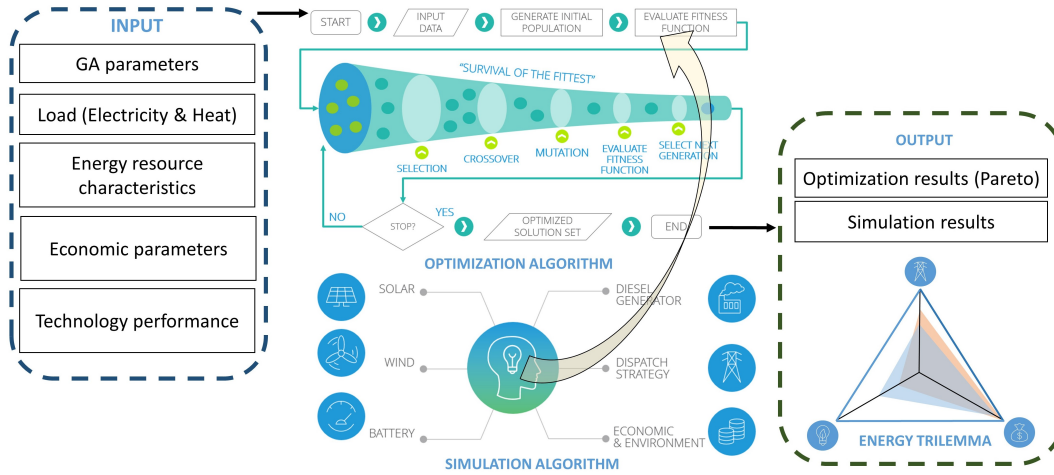 INPUT
GA parameters
Load (Electricity & Heat)
Energy resource
characteristics
Economic parameters
Technology performance
START
INPUT
DATA
GENERATE INITIAL
POPULATION
EVALUATE FITNESS
FUNCTION
“SURVIVAL OF THE FITTEST”
SELECTION
CROSSOVER
MUTATION
EVALUATE
FITNESS
FUNCTION
SELECT NEXT
GENERATION
NO
STOP?
YES
OPTIMIZED
SOLUTION SET
END
OPTIMIZATION ALGORITHM
SOLAR
WIND
BATTERY
DIESEL
GENERATOR
DISPATCH
STRATEGY
ECONOMIC
& ENVIRONMENT
SIMULATION ALGORITHM
OUTPUT
Optimization results (Pareto)
Simulation results
$
ENERGY TRILEMMA